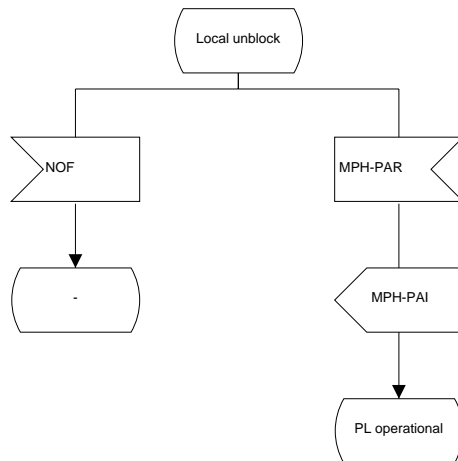 Local unblock
NOF
MPH-PAR
-
MPH-PAI
PL operational